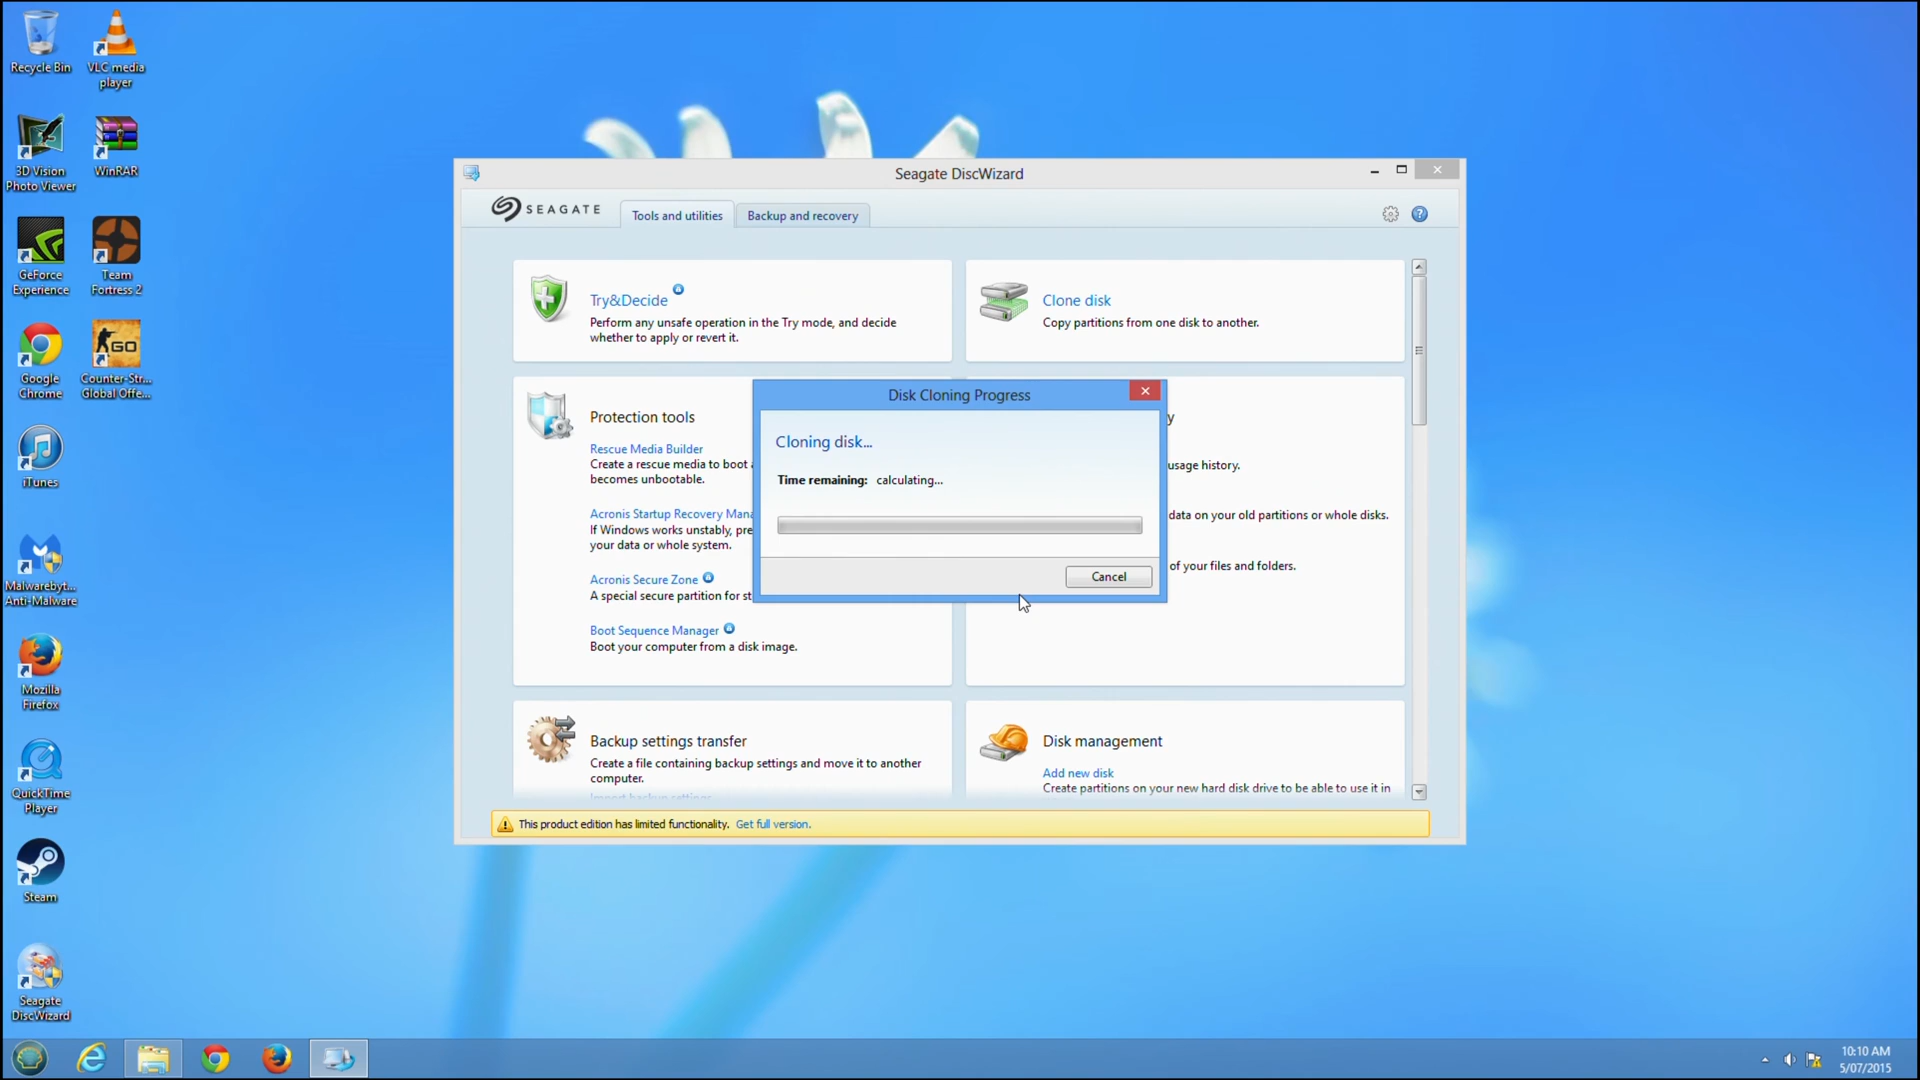 Recycle Bin
VLC media
player
3D Vision
Photo Viewer
WinRAR
GeForce
Experience
Team
Fortress 2
Google
Chrome
GO
Counter-Str...
Global Offe...
iTunes
Malwareby t...
Anti-Malware
Mozilla
Firefox
QuickTime
Player
Steam
Seagate
DiscWizard
Seagate DiscWizard
SEAGATE
Tools and utilities
Backup and recovery
Try&Decide
Perform any unsafe operation in the Try mode, and decide
whether to apply or revert it.
Clone disk
Copy partitions from one disk to another.
Protection tools
Rescue Media Builder
Create a rescue media to boot
becomes unbootable.
Acronis Startup Recovery Mana
If Windows works unstably, pre
your data or whole system.
Acronis Secure Zone
A special secure partition for st
Boot Sequence Manager
Boot your computer from a disk image.
y
usage history.
data on your old partitions or whole disks.
of your files and folders.
Disk Cloning Progress
Cloning disk...
Time remaining: calculating...
Cancel
Backup settings transfer
Create a file containing backup settings and move it to another
computer.
Import backup settings
Disk management
Add new disk
Create partitions on your new hard disk drive to be able to use it in
This product edition has limited functionality. Get full version.
10:10 AM
5/07/2015